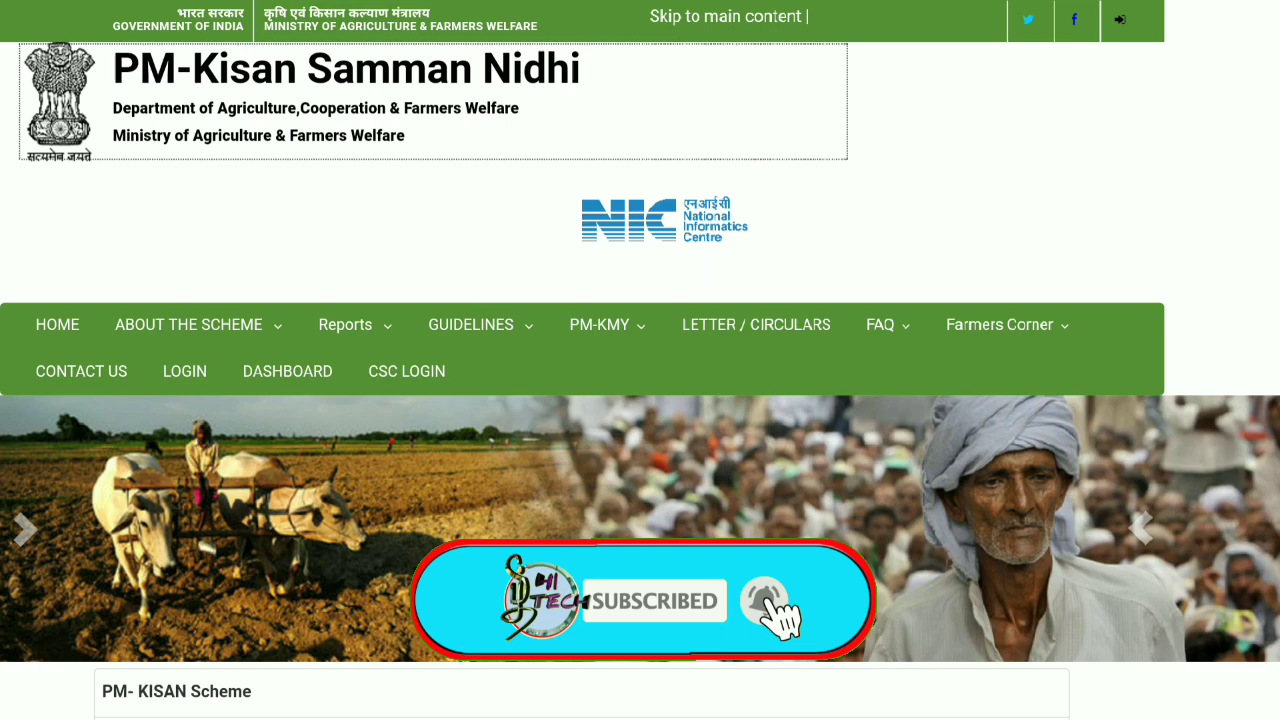 भारत सरकार
GOVERNMENT OF INDIA
कृषि एवं किसान कल्याण मंत्रालय
MINISTRY OF AGRICULTURE & FARMERS WELFARE
Skip to main content |
PM-Kisan Samman Nidhi
Department of Agriculture,Cooperation & Farmers Welfare
Ministry of Agriculture & Farmers Welfare
सत्यमेव जयते
NIC
एन आई सी
National
Informatics
Centre
HOME ABOUT THE SCHEME Reports GUIDELINES PM-KMY LETTER / CIRCULARS FAQ Farmers Corner
CONTACT US LOGIN DASHBOARD CSC LOGIN
TECH SUBSCRIBED
PM- KISAN Scheme